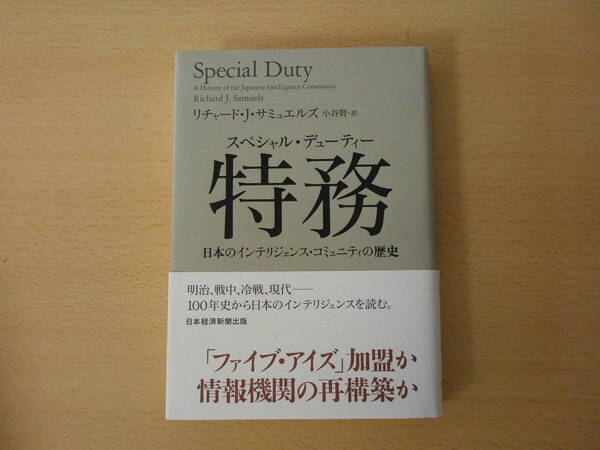 Special Duty
A History of the Japanese Intelligence Community
Richard J. Samuels
リチャード・J・サミュエルズ 小谷賢・訳
スペシャル・デューティー
特務
日本のインテリジェンス・コミュニティの歴史
明治、戦中、冷戦、現代——
100年史から日本のインテリジェンスを読む。
日本経済新聞出版
「ファイブ・アイズ」加盟か
情報機関の再構築か